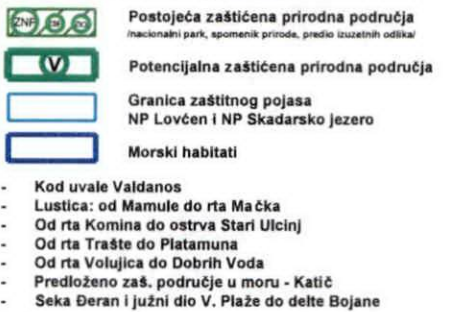 ZNP
Postojeća zaštićena prirodna područja
/nacionalni park, spomenik prirode, predio izuzetnih odlika/
V
Potencijalna zaštićena prirodna područja
Granica zaštitnog pojasa
NP Lovćen i NP Skadarsko jezero
Morski habitati
- Kod uvale Valdanos
- Lustica: od Mamule do rta Mačka
- Od rta Komina do ostrva Stari Ulcinj
- Od rta Trašte do Platamuna
- Od rta Volujica do Dobrih Voda
- Predloženo zaš. područje u moru - Katič
- Seka Đeran i južni dio V. Plaže do delte Bojane